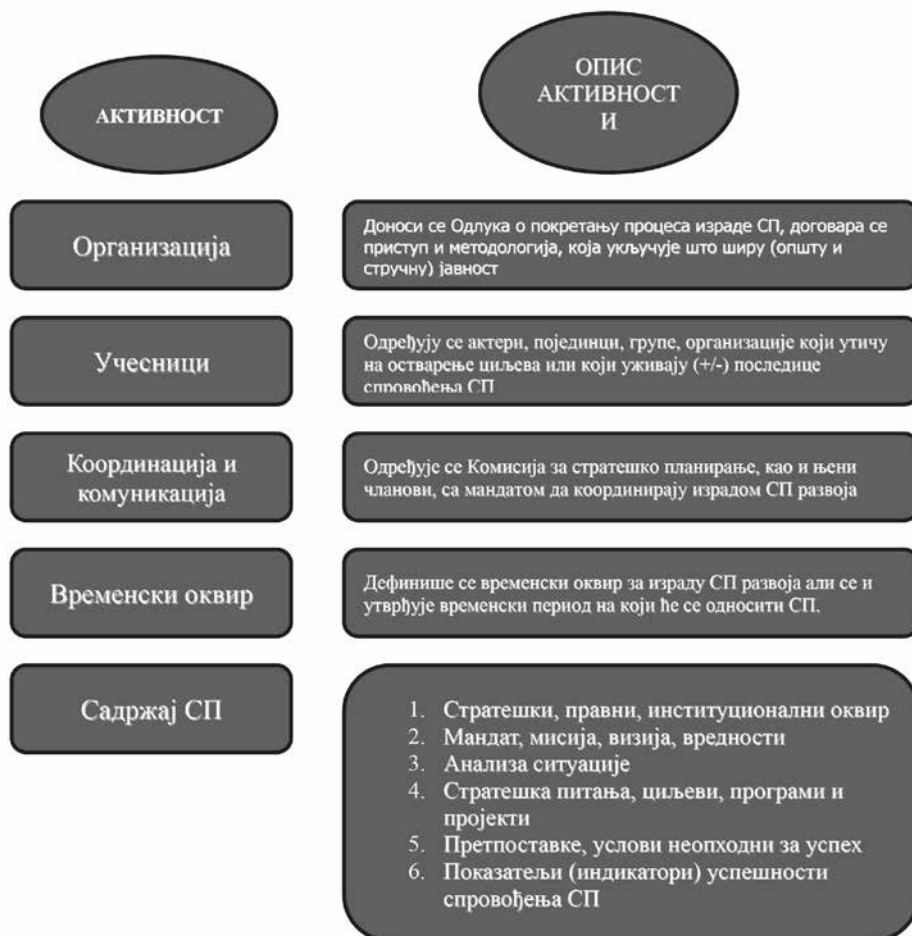 АКТИВНОСТ
ОПИС
АКТИВНОСТ
И
Организација
Доноси се Одлука о покретању процеса израде СП, договара се
приступ и методологија, која укључује што ширу (општу и
стручну) јавност
Учесници
Одређују се актери, појединци, групе, организације који утичу
на остварење циљева или који уживају (+/-) последице
спровођења СП
Координација и
комуникација
Одређује се Комисија за стратешко планирање, као и њени
чланови, са мандатом да координирају израдом СП развоја
Временски оквир
Дефинише се временски оквир за израду СП развоја али се и
утврђује временски период на који ће се односити СП.
Садржај СП
1. Стратешки, правни, институционални оквир
2. Мандат, мисија, визија, вредности
3. Анализа ситуације
4. Стратешка питања, циљеви, програми и
пројекти
5. Претпоставке, услови неопходни за успех
6. Показатељи (индикатори) успешности
спровођења СП